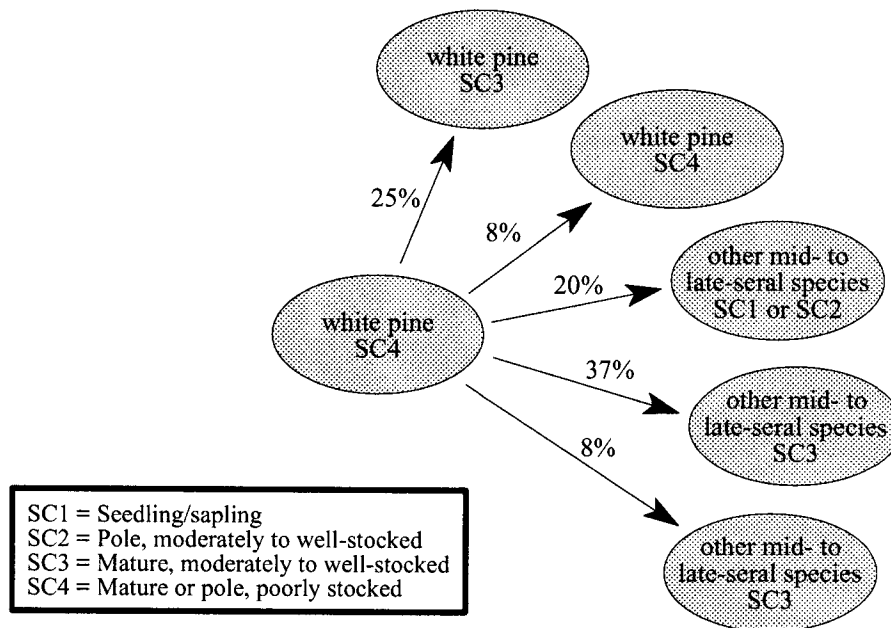 white pine
SC3
25%
white pine
SC4
8%
white pine
SC4
20%
other mid- to
late-seral species
SC1 or SC2
37%
other mid- to
late-seral species
SC3
8%
other mid- to
late-seral species
SC3
SC1 = Seedling/sapling
SC2 = Pole, moderately to well-stocked
SC3 = Mature, moderately to well-stocked
SC4 = Mature or pole, poorly stocked